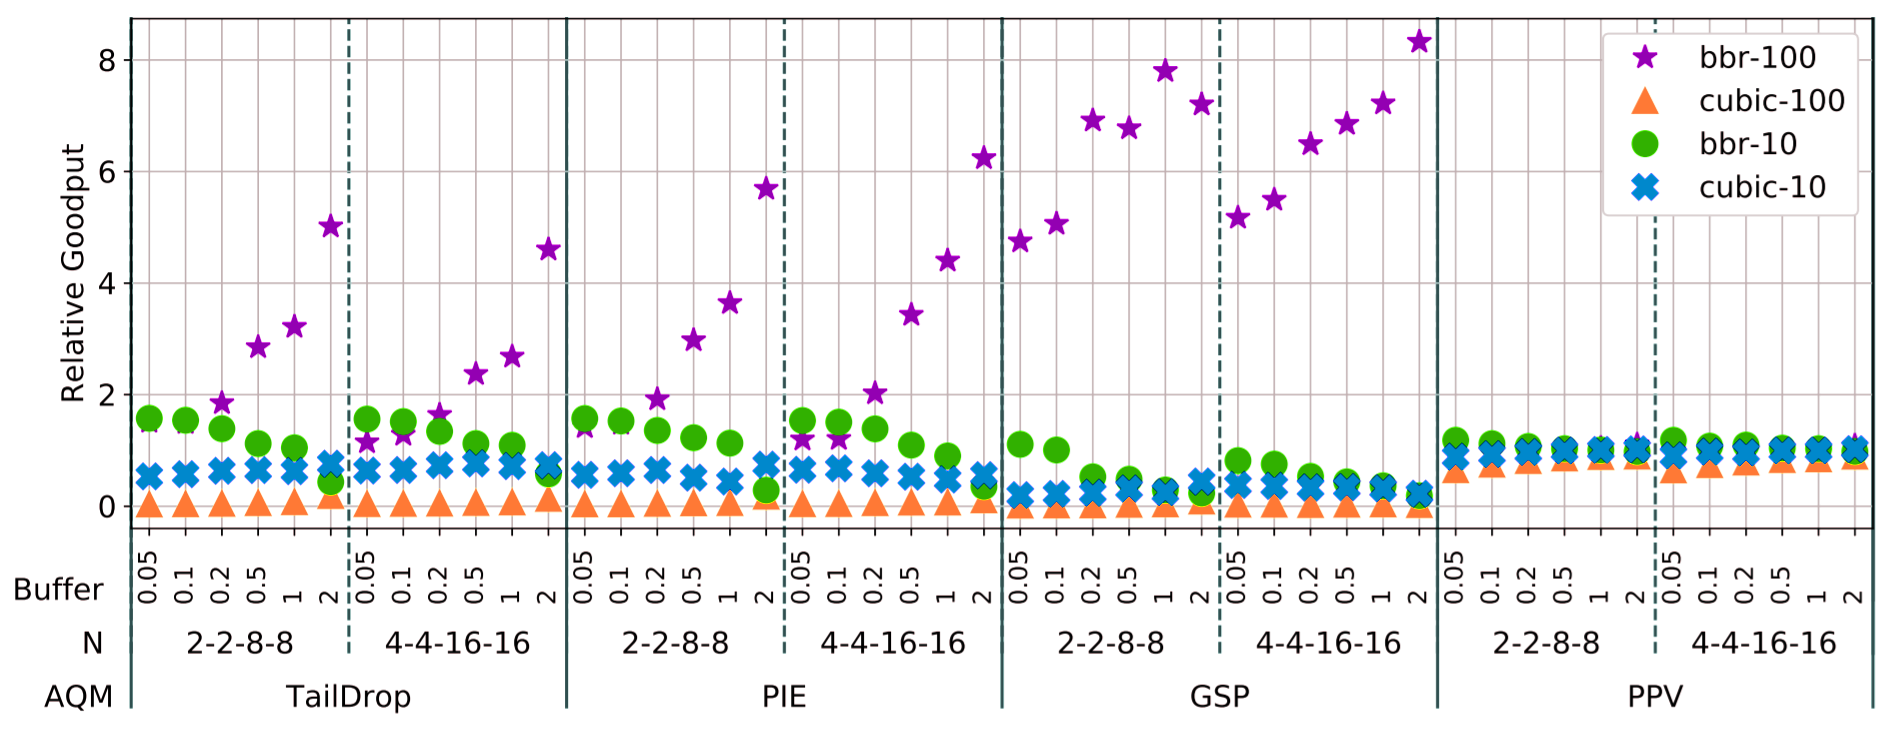 Relative Goodput
8
6
4
2
0
bbr-100
cubic-100
bbr-10
cubic-10
Buffer 0.05 0.1 0.2 0.5 1 2 0.05 0.1 0.2 0.5 1 2 0.05 0.1 0.2 0.5 1 2 0.05 0.1 0.2 0.5 1 2 0.05 0.1 0.2 0.5 1 2 0.05 0.1 0.2 0.5 1 2 0.05 0.1 0.2 0.5 1 2 0.05 0.1 0.2 0.5 1 2
N 2-2-8-8 4-4-16-16 2-2-8-8 4-4-16-16 2-2-8-8 4-4-16-16 2-2-8-8 4-4-16-16
AQM TailDrop PIE GSP PPV